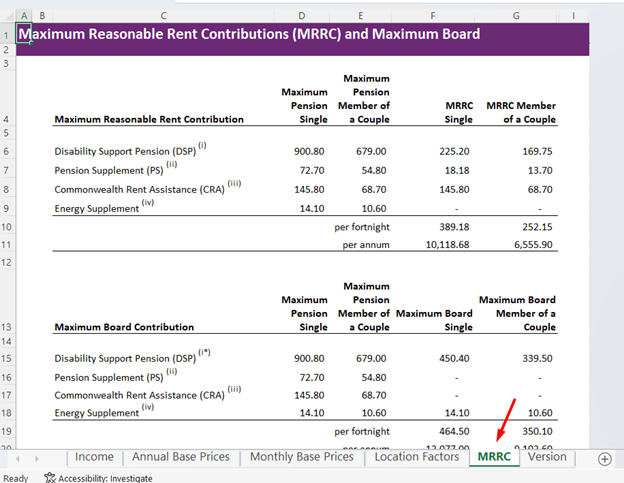 A B C D E F G I
1 Maximum Reasonable Rent Contributions (MRRC) and Maximum Board
2
3
Maximum
Maximum Pension
Pension Member of MRRC MRRC Member
4 Maximum Reasonable Rent Contribution Single a Couple Single of a Couple
5
6 Disability Support Pension (DSP) (i) 900.80 679.00 225.20 169.75
7 Pension Supplement (PS) (ii) 72.70 54.80 18.18 13.70
8 Commonwealth Rent Assistance (CRA) (iii) 145.80 68.70 145.80 68.70
9 Energy Supplement (iv) 14.10 10.60 - -
10 per fortnight 389.18 252.15
11 per annum 10,118.68 6,555.90
12
Maximum
Maximum Pension Maximum Board
Pension Member of Maximum Board Member of a
13 Maximum Board Contribution Single a Couple Single Couple
14
15 Disability Support Pension (DSP) (i*) 900.80 679.00 450.40 339.50
16 Pension Supplement (PS) (ii) 72.70 54.80 - -
17 Commonwealth Rent Assistance (CRA) (iii) 145.80 68.70 - -
18 Energy Supplement (iv) 14.10 10.60 14.10 10.60
19 per fortnight 464.50 350.10
Income Annual Base Prices Monthly Base Prices Location Factors MRRC Version
Ready Accessibility: Investigate